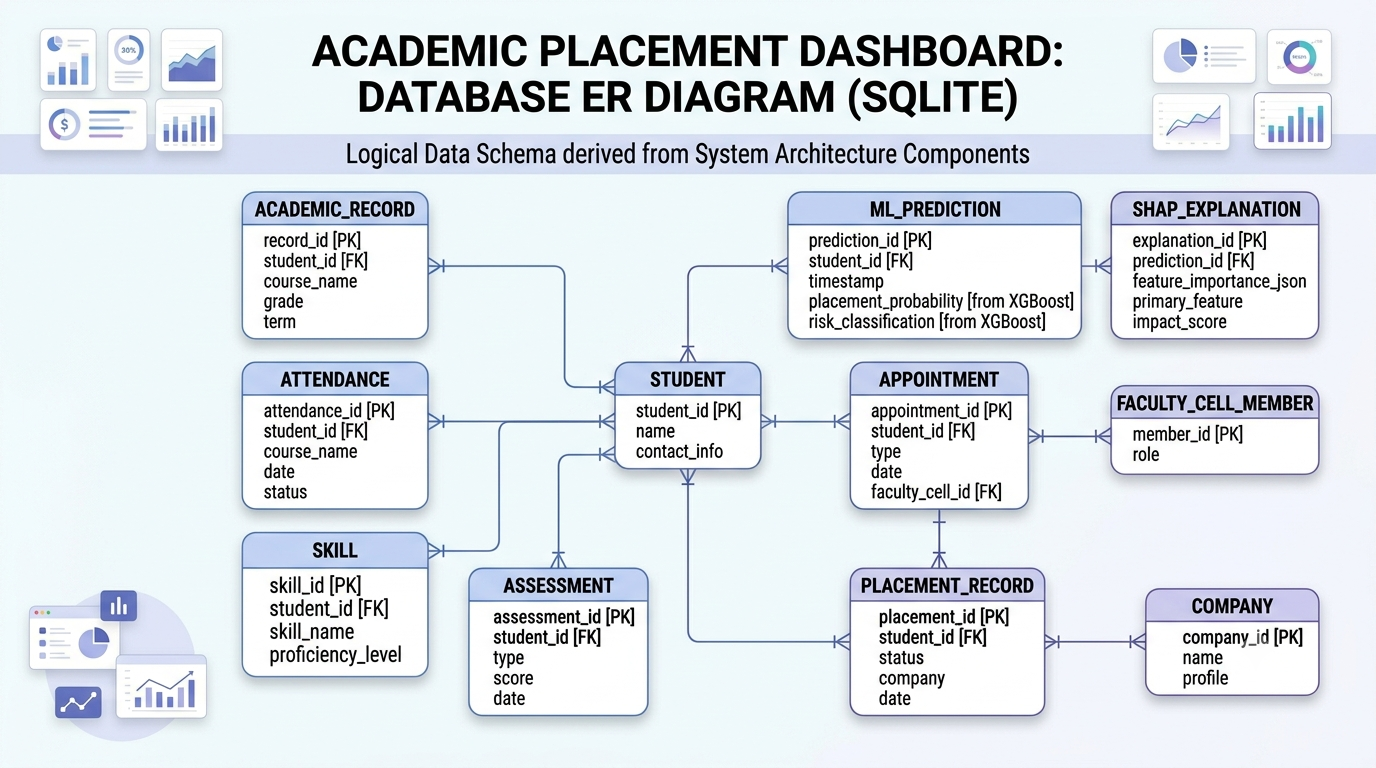 ACADEMIC PLACEMENT DASHBOARD:
DATABASE ER DIAGRAM (SQLITE)
Logical Data Schema derived from System Architecture Components
30%
$
ACADEMIC_RECORD
record_id [PK]
student_id [FK]
course_name
grade
term
ML_PREDICTION
prediction_id [PK]
student_id [FK]
timestamp
placement_probability [from XGBoost]
risk_classification [from XGBoost]
SHAP_EXPLANATION
explanation_id [PK]
prediction_id [FK]
feature_importance_json
primary_feature
impact_score
ATTENDANCE
attendance_id [PK]
student_id [FK]
course_name
date
status
STUDENT
student_id [PK]
name
contact_info
APPOINTMENT
appointment_id [PK]
student_id [FK]
type
date
faculty_cell_id [FK]
FACULTY_CELL_MEMBER
member_id [PK]
role
SKILL
skill_id [PK]
student_id [FK]
skill_name
proficiency_level
ASSESSMENT
assessment_id [PK]
student_id [FK]
type
score
date
PLACEMENT_RECORD
placement_id [PK]
student_id [FK]
status
company
date
COMPANY
company_id [PK]
name
profile